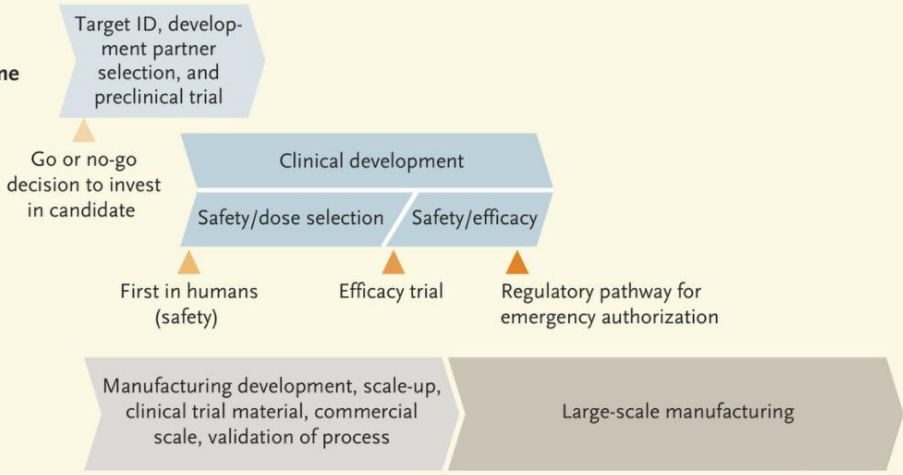 Target ID, develop-
ment partner
selection, and
preclinical trial
Go or no-go
decision to invest
in candidate
Clinical development
Safety/dose selection
Safety/efficacy
First in humans
(safety)
Efficacy trial
Regulatory pathway for
emergency authorization
Manufacturing development, scale-up,
clinical trial material, commercial
scale, validation of process
Large-scale manufacturing